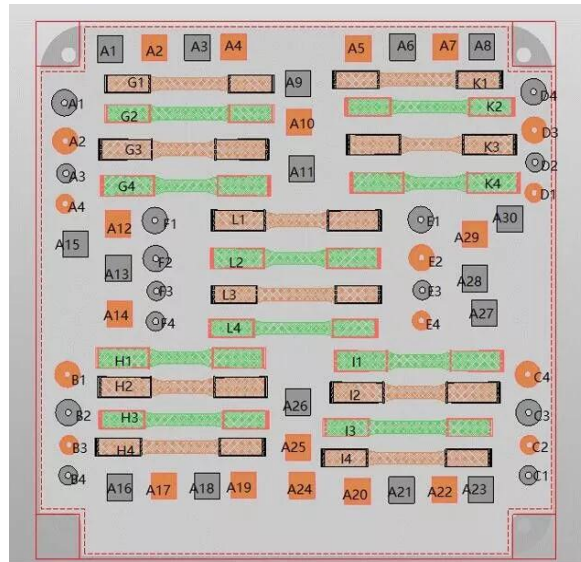 A1 A2 A3 A4 A5 A6 A7 A8
G1 A9 K1
A1 G2 K2 D4
A10
A2 G3 K3 D3
A3 A11 D2
A4 G4 K4 D1
A12 F1 L1 E1 A30
A15 A29
A13 F2 L2 E2 A28
F3 L3 E3
A14 F4 L4 E4 A27
H1 I1
B1 H2 I2 C4
B2 H3 A26 C3
I3
B3 H4 A25 C2
I4
B4 A16 A17 A18 A19 A24 A20 A21 A22 A23 C1